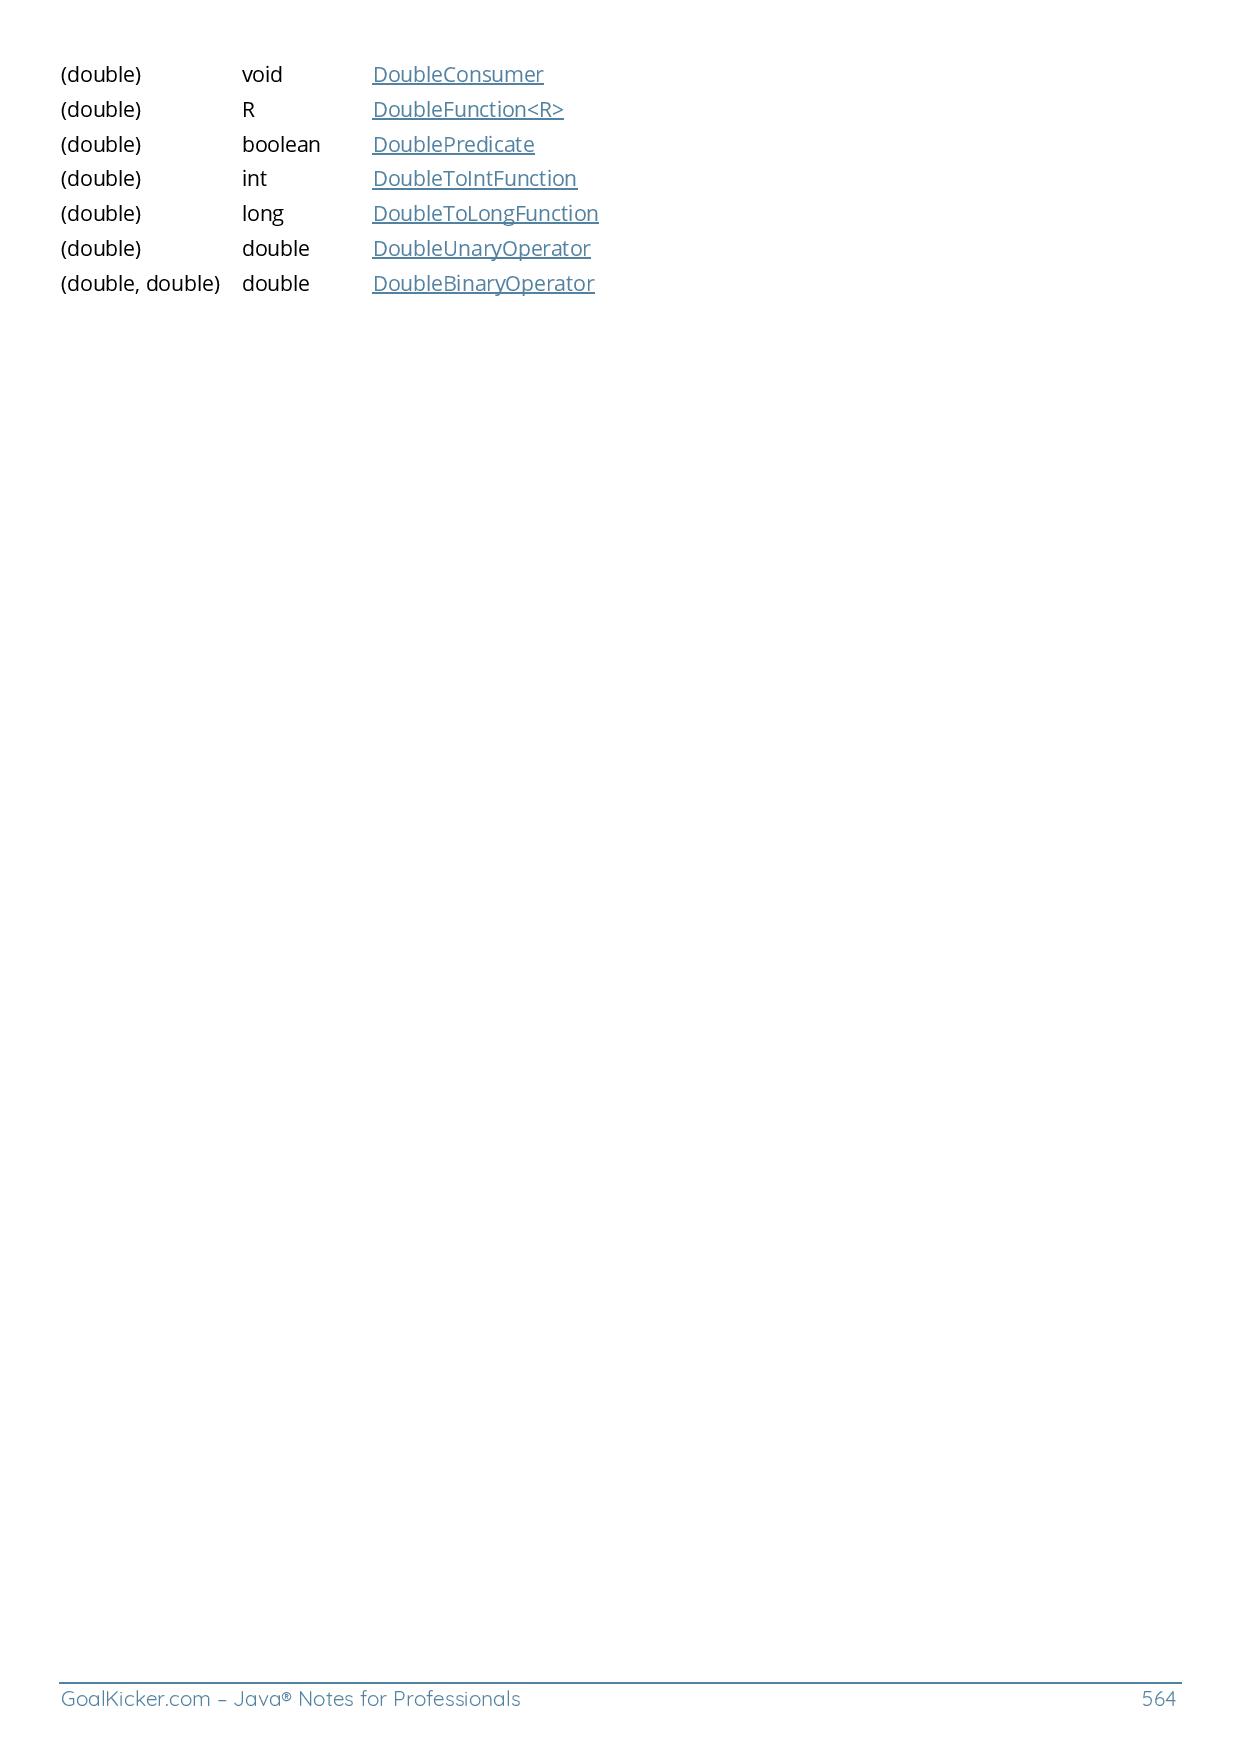 (double) void DoubleConsumer
(double) R DoubleFunction<R>
(double) boolean DoublePredicate
(double) int DoubleToIntFunction
(double) long DoubleToLongFunction
(double) double DoubleUnaryOperator
(double, double) double DoubleBinaryOperator
GoalKicker.com – Java® Notes for Professionals 564